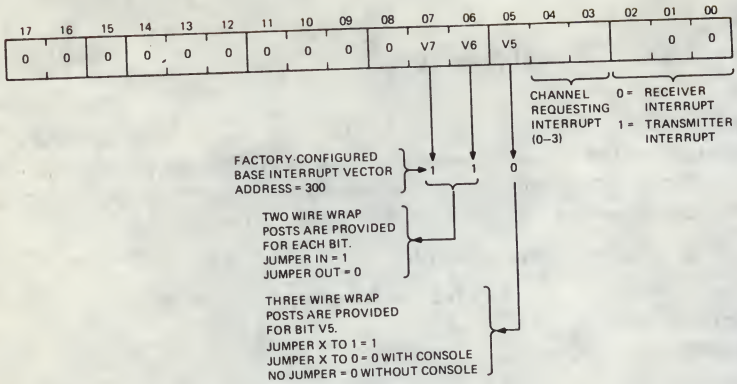 17 16 15 14 13 12 11 10 09 08 07 06 05 04 03 02 01 00
0 0 0 0 0 0 0 0 0 0 V7 V6 V5 0 0
CHANNEL
REQUESTING
INTERRUPT
(0–3)
0 = RECEIVER
INTERRUPT
1 = TRANSMITTER
INTERRUPT
FACTORY-CONFIGURED
BASE INTERRUPT VECTOR
ADDRESS = 300
1 1 0
TWO WIRE WRAP
POSTS ARE PROVIDED
FOR EACH BIT.
JUMPER IN = 1
JUMPER OUT = 0
THREE WIRE WRAP
POSTS ARE PROVIDED
FOR BIT V5.
JUMPER X TO 1 = 1
JUMPER X TO 0 = 0 WITH CONSOLE
NO JUMPER = 0 WITHOUT CONSOLE